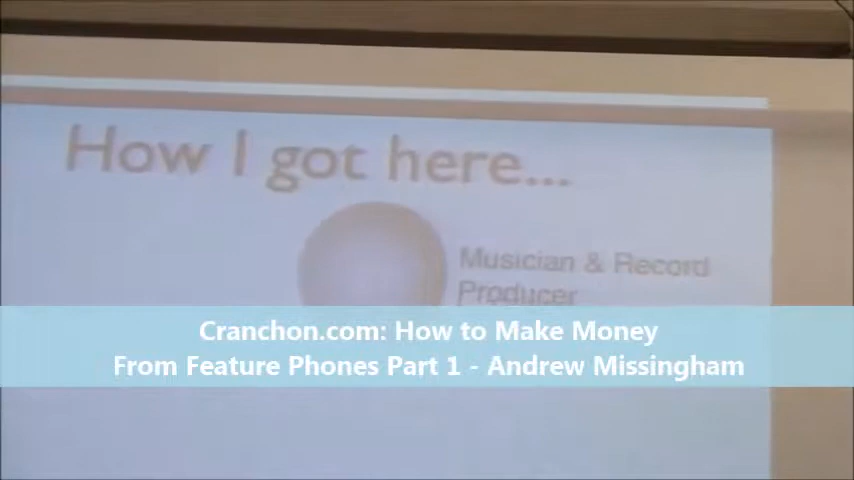 How I got here...
Musician & Record
Producer
Cranchon.com: How to Make Money
From Feature Phones Part 1 - Andrew Missingham